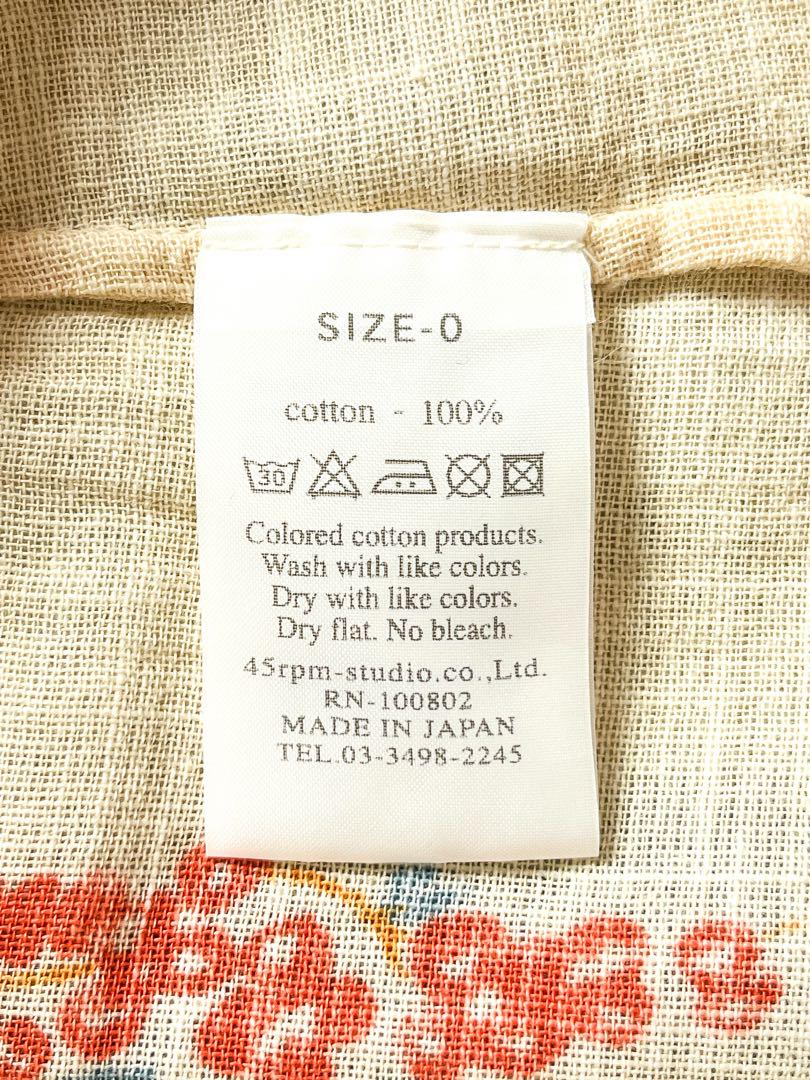 SIZE-0
cotton - 100%
30
Colored cotton products.
Wash with like colors.
Dry with like colors.
Dry flat. No bleach.
45rpm-studio.co.,Ltd.
RN-100802
MADE IN JAPAN
TEL.03-3498-2245